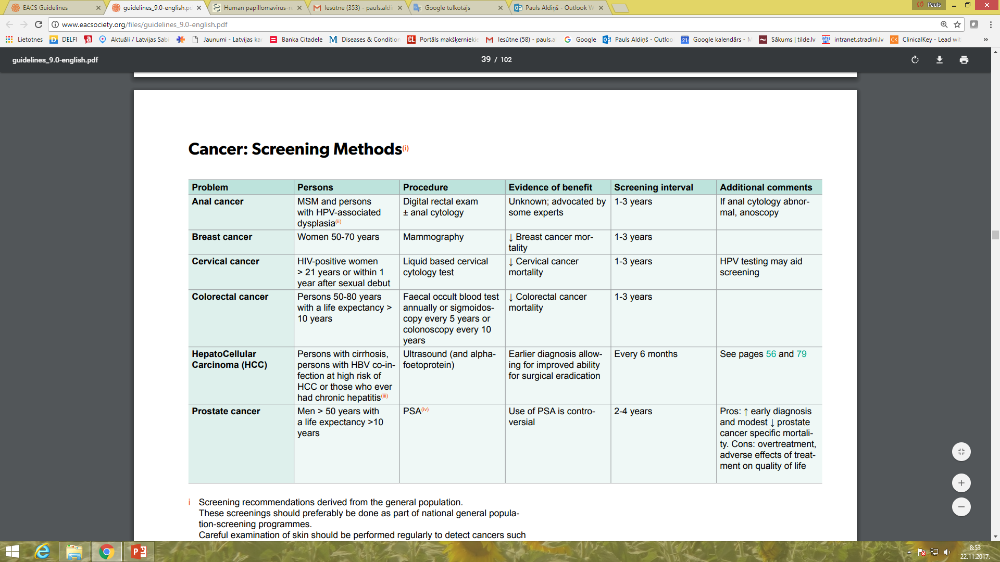 EACS Guidelines
guidelines_9.0-english.p
Human papillomavirus-r
Iesūtne (353) - pauls.ald
Google tulkotājs
Pauls Aldiņš - Outlook W
Pauls
www.eacsociety.org/files/guidelines_9.0-english.pdf
Lietotnes
DELFI
Aktuāli / Latvijas Sab
Jaunumi - Latvijas ka
Banka Citadele
Diseases & Condition
Portāls makšķernieki
Iesūtne (58) - pauls.a
Google
Pauls Aldiņš - Outloo
21
Google kalendārs - M
Sākums | tilde.lv
intranet.stradini.lv
CK
ClinicalKey - Lead wit
guidelines_9.0-english.pdf
39 / 102
Cancer: Screening Methods(i)
Problem
Persons
Procedure
Evidence of benefit
Screening interval
Additional comments
Anal cancer
MSM and persons
with HPV-associated
dysplasia(ii)
Digital rectal exam
± anal cytology
Unknown; advocated by
some experts
1-3 years
If anal cytology abnor-
mal, anoscopy
Breast cancer
Women 50-70 years
Mammography
↓ Breast cancer mor-
tality
1-3 years
Cervical cancer
HIV-positive women
> 21 years or within 1
year after sexual debut
Liquid based cervical
cytology test
↓ Cervical cancer
mortality
1-3 years
HPV testing may aid
screening
Colorectal cancer
Persons 50-80 years
with a life expectancy >
10 years
Faecal occult blood test
annually or sigmoidos-
copy every 5 years or
colonoscopy every 10
years
↓ Colorectal cancer
mortality
1-3 years
HepatoCellular
Carcinoma (HCC)
Persons with cirrhosis,
persons with HBV co-in-
fection at high risk of
HCC or those who ever
had chronic hepatitis(iii)
Ultrasound (and alpha-
foetoprotein)
Earlier diagnosis allow-
ing for improved ability
for surgical eradication
Every 6 months
See pages 56 and 79
Prostate cancer
Men > 50 years with
a life expectancy >10
years
PSA(iv)
Use of PSA is contro-
versial
2-4 years
Pros: ↑ early diagnosis
and modest ↓ prostate
cancer specific mortali-
ty. Cons: overtreatment,
adverse effects of treat-
ment on quality of life
i Screening recommendations derived from the general population.
These screenings should preferably be done as part of national general popula-
tion-screening programmes.
Careful examination of skin should be performed regularly to detect cancers such
8:53
22.11.2017.